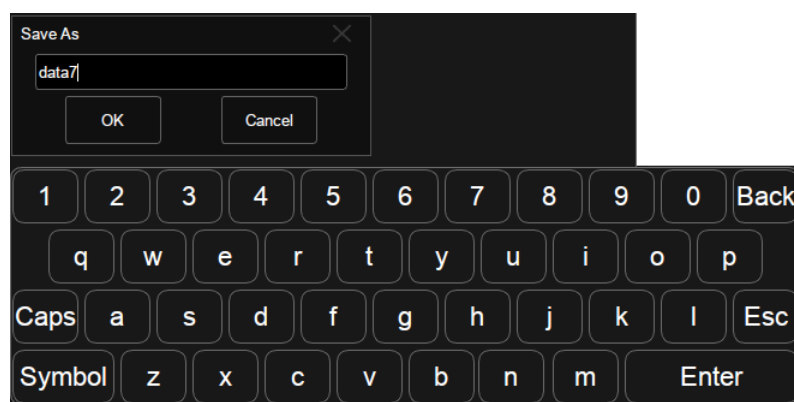 Save As
data7
OK Cancel
1 2 3 4 5 6 7 8 9 0 Back
q w e r t y u i o p
Caps a s d f g h j k l Esc
Symbol z x c v b n m Enter